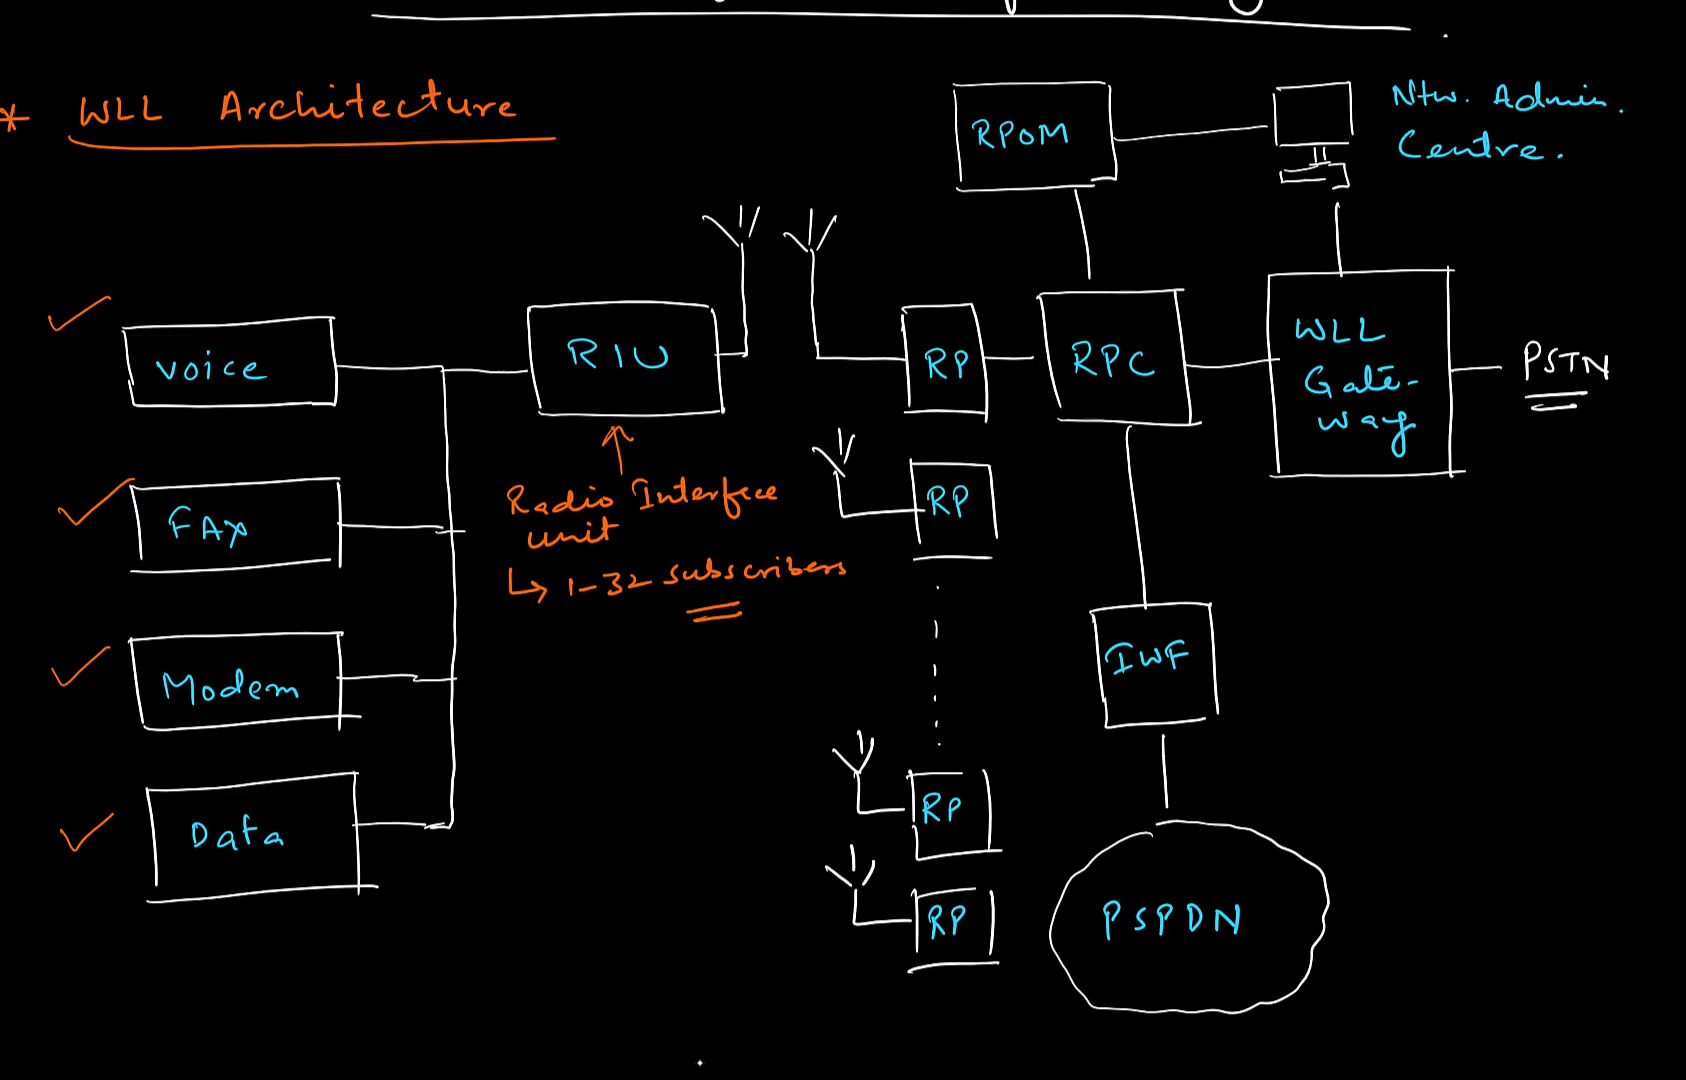 * WLL Architecture
RPOM
Ntw. Admin.
Centre.
Voice
RIU
RP
RPC
WLL
Gate-
way
PSTN
Radio Interface
unit
↳ 1-32 subscribers
FAX
RP
Modem
IWF
Data
RP
RP
PSPDN